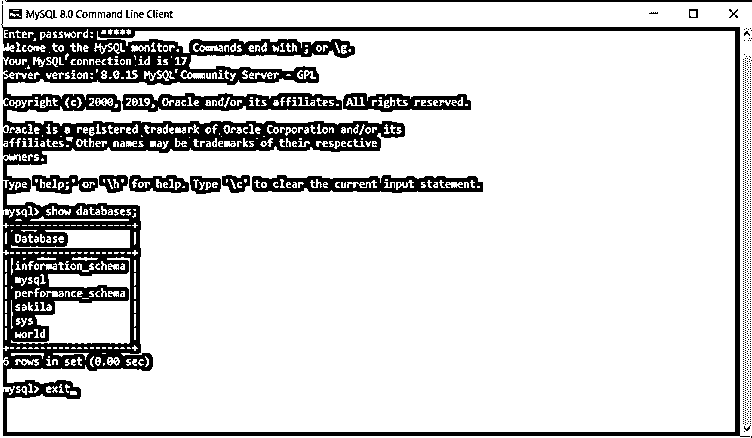 MySQL 8.0 Command Line Client
Enter password: *****
Welcome to the MySQL monitor.  Commands end with ; or \g.
Your MySQL connection id is 17
Server version: 8.0.15 MySQL Community Server - GPL
Copyright (c) 2000, 2019, Oracle and/or its affiliates. All rights reserved.
Oracle is a registered trademark of Oracle Corporation and/or its
affiliates. Other names may be trademarks of their respective
owners.
Type 'help;' or '\h' for help. Type '\c' to clear the current input statement.
mysql> show databases;
+--------------------+
| Database           |
+--------------------+
| information_schema |
| mysql              |
| performance_schema |
| sakila             |
| sys                |
| world              |
+--------------------+
6 rows in set (0.00 sec)
mysql> exit_